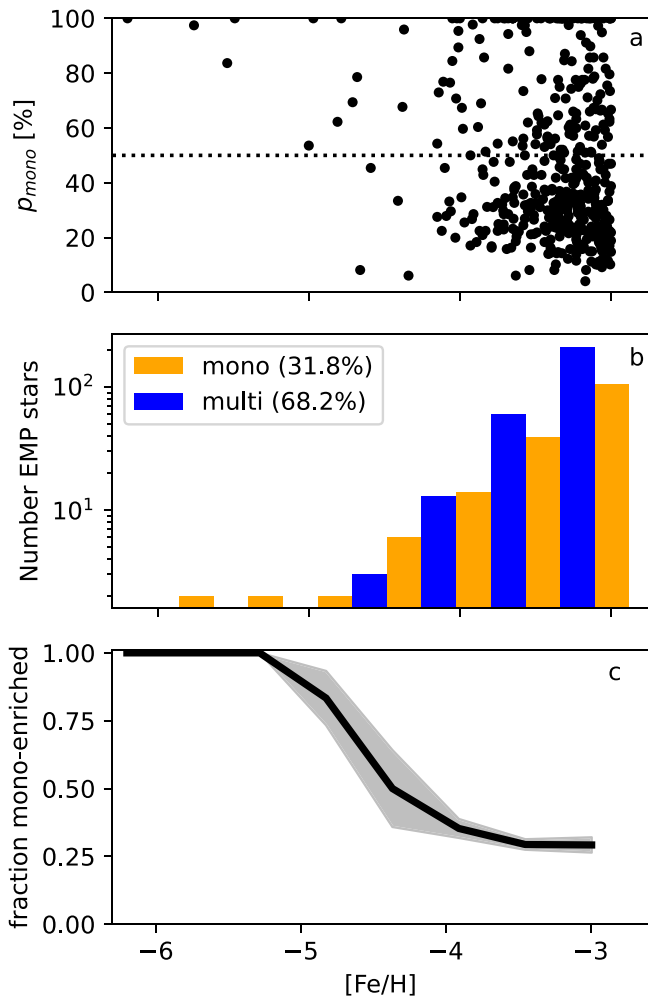 100
80
60
40
20
0
p_mono [%]
a
10²
10¹
Number EMP stars
mono (31.8%)
multi (68.2%)
b
1.00
0.75
0.50
0.25
0.00
fraction mono-enriched
c
−6 −5 −4 −3
[Fe/H]